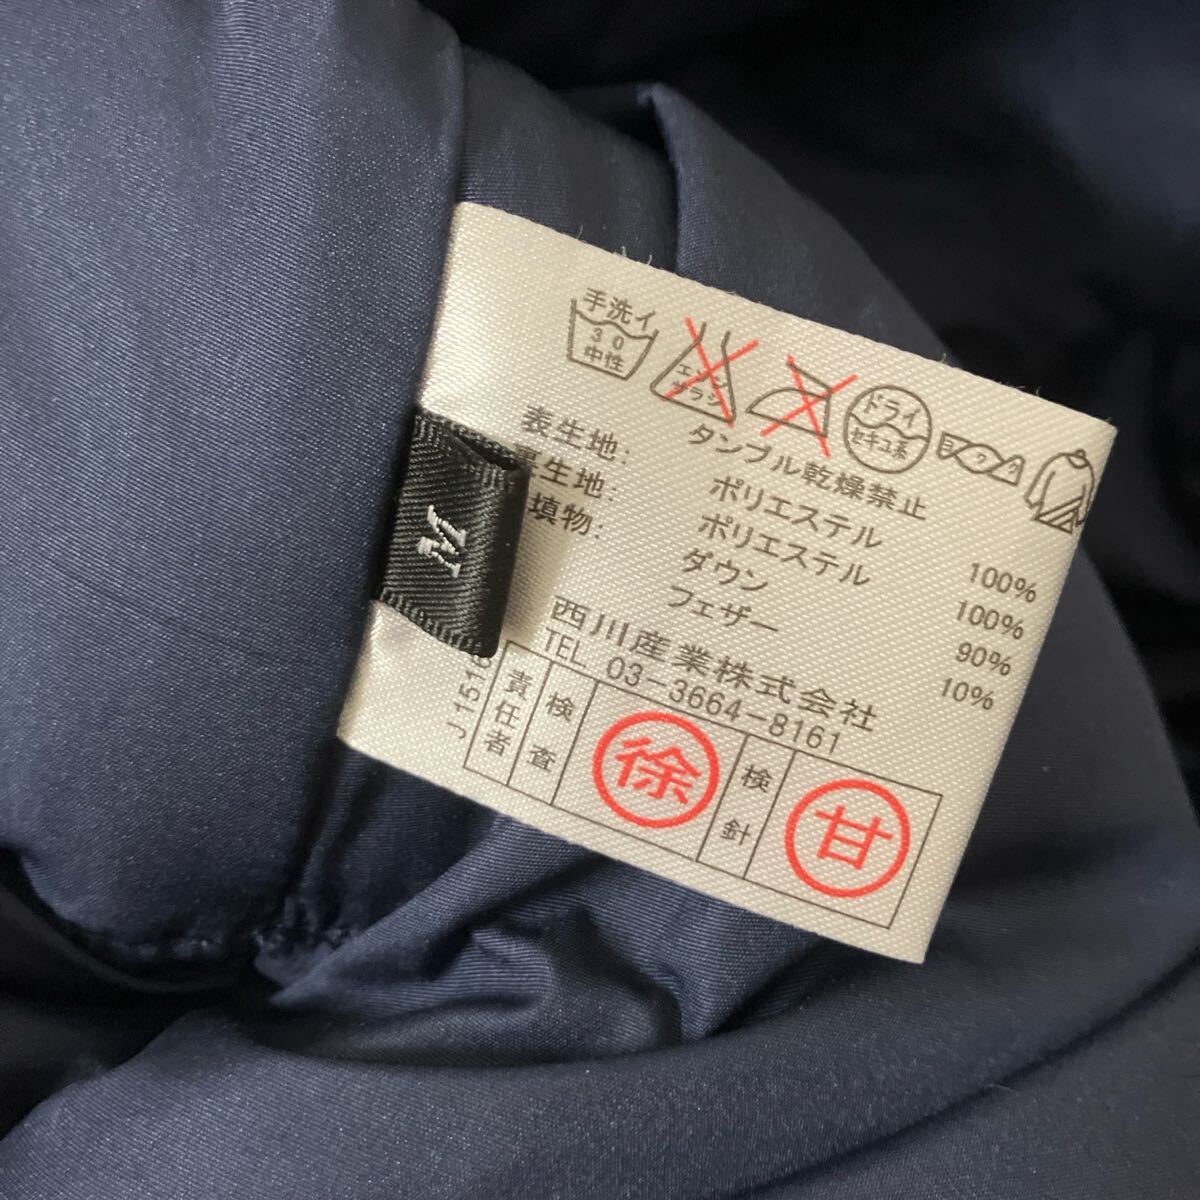 手洗イ
30
中性
エンソ
サラシ
ドライ
セキユ系
ヨワク
タンブル乾燥禁止
表生地: ポリエステル 100%
裏生地: ポリエステル 100%
填物: ダウン 90%
フェザー 10%
西川産業株式会社
TEL 03-3664-8161
J1516
責任者
検査
徐
検針
甘
M